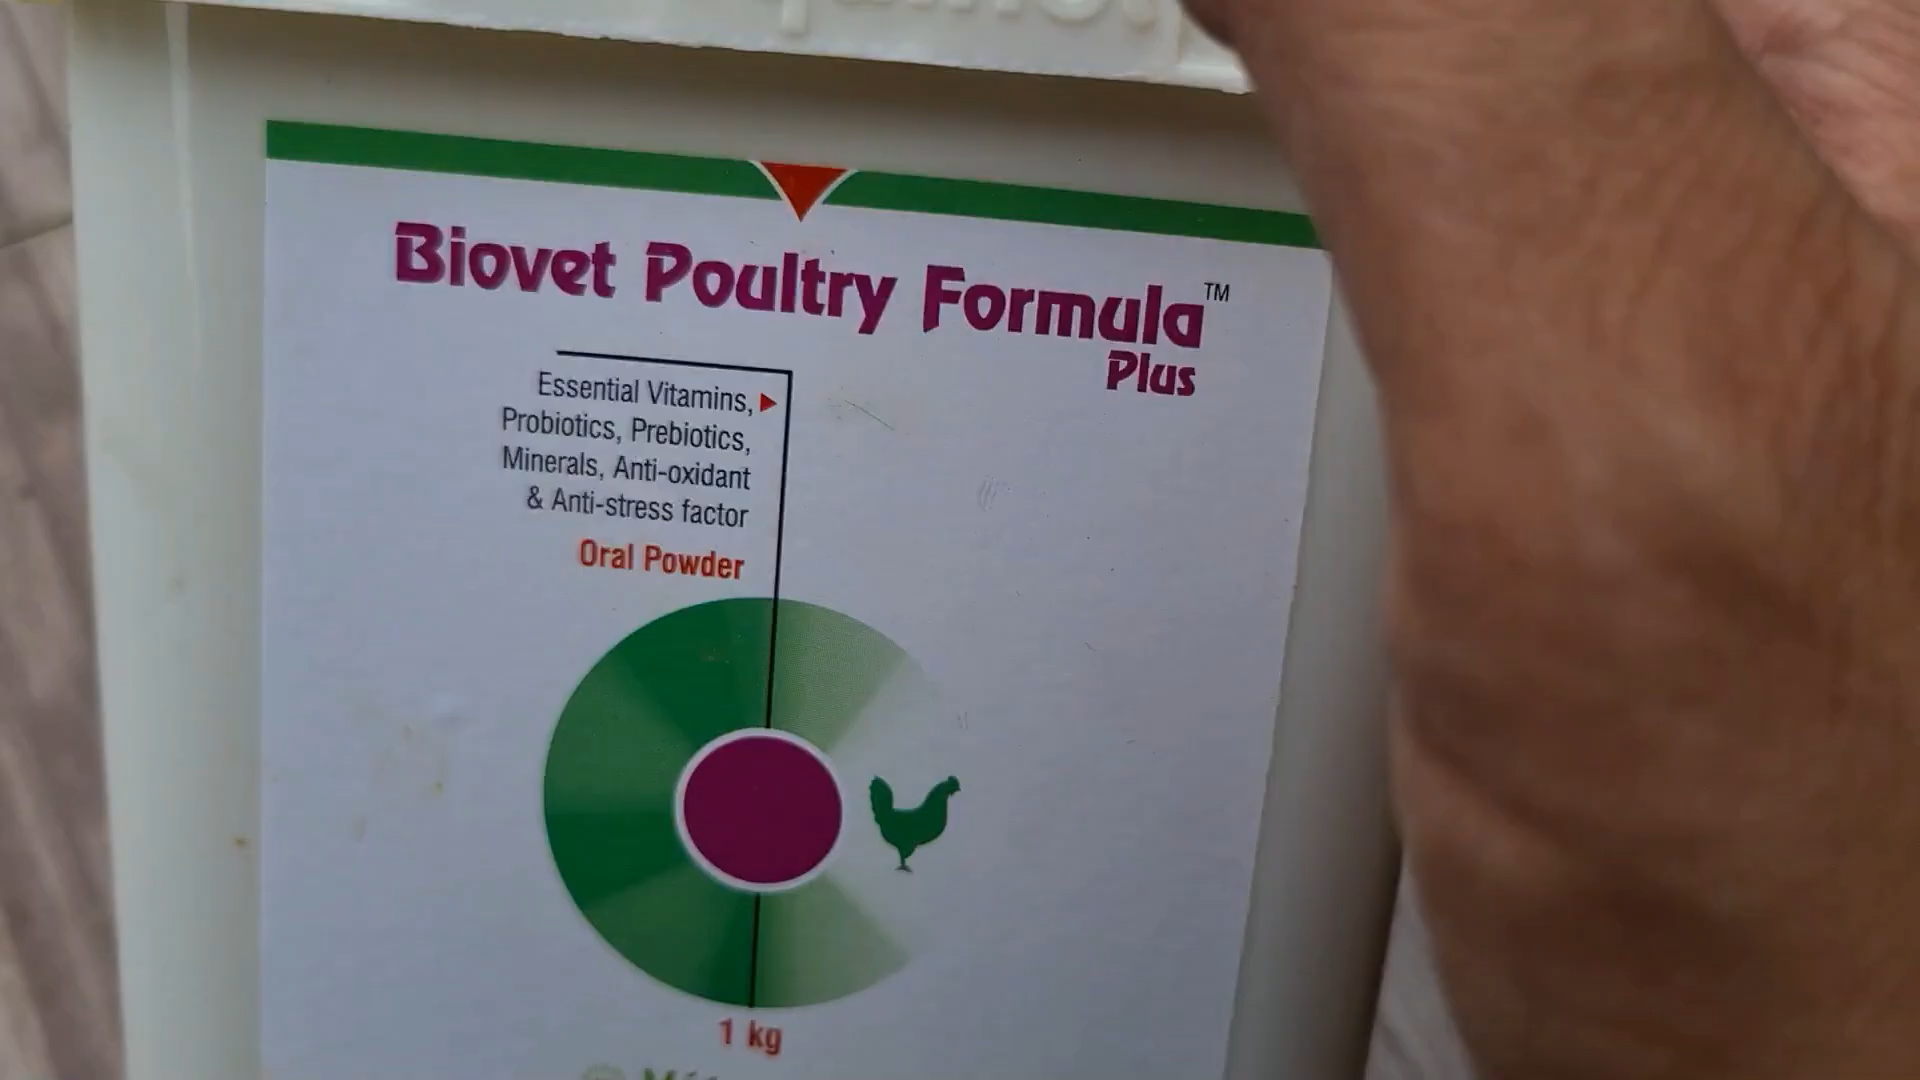 Biovet Poultry Formula™
Plus
Essential Vitamins,
Probiotics, Prebiotics,
Minerals, Anti-oxidant
& Anti-stress factor
Oral Powder
1 kg